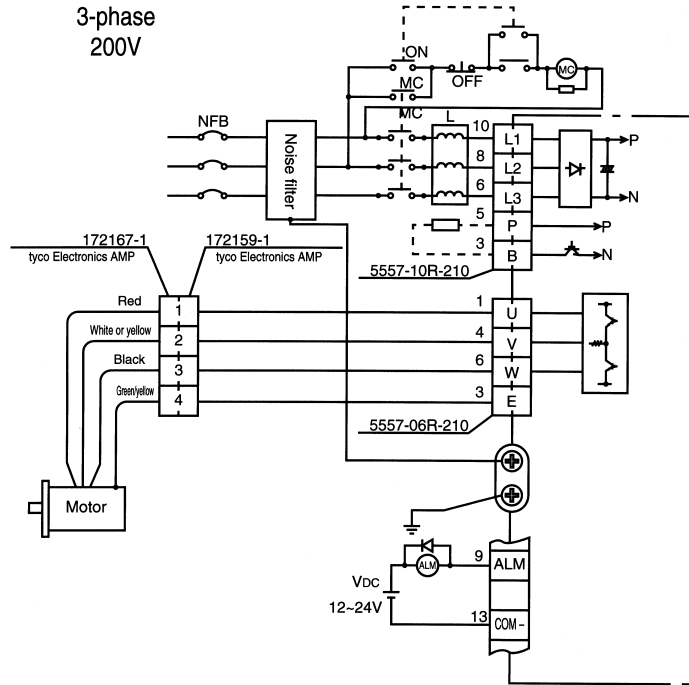 3-phase
200V
ON
MC
OFF
MC
MC
NFB
L
Noise filter
10
L1
P
8
L2
6
L3
N
5
P
P
3
B
N
172167-1
172159-1
tyco Electronics AMP
tyco Electronics AMP
5557-10R-210
Red
1
1
U
White or yellow
2
4
V
Black
3
6
W
Green/yellow
4
3
E
5557-06R-210
Motor
9
ALM
ALM
VDC
12~24V
13
COM −